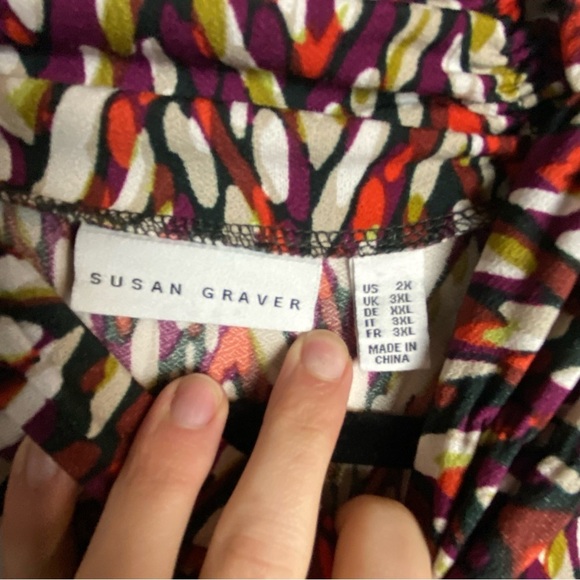 SUSAN GRAVER
US 2X
UK 3XL
DE XXL
IT 3XL
FR 3XL
MADE IN
CHINA